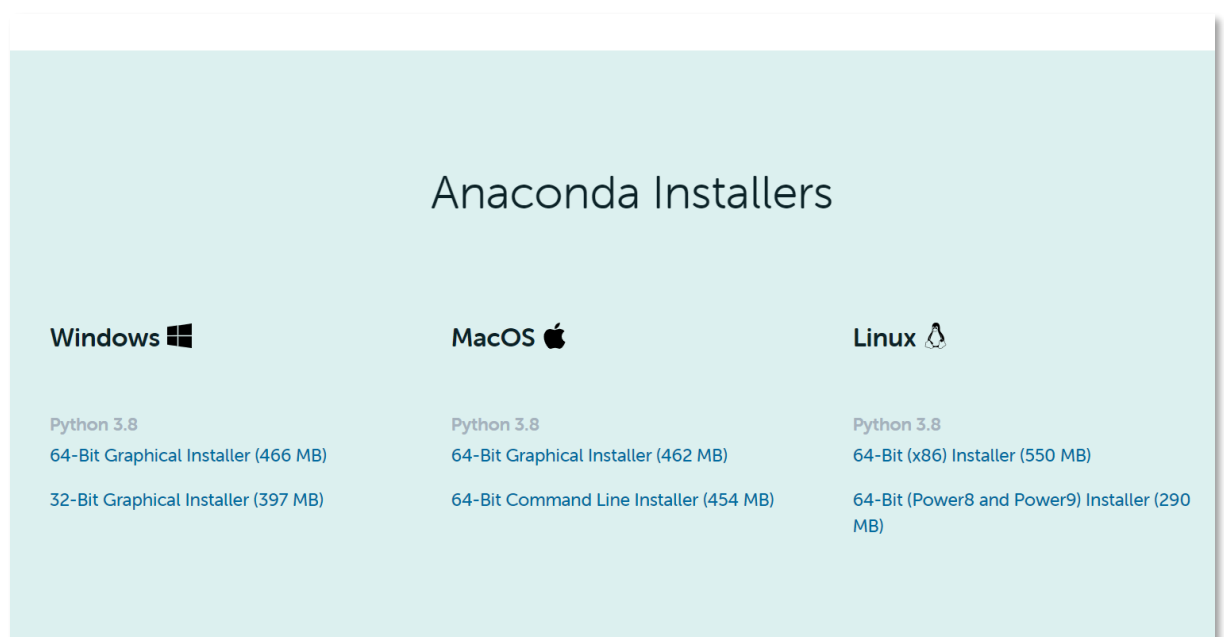 Anaconda Installers
Windows
MacOS
Linux
Python 3.8
64-Bit Graphical Installer (466 MB)
32-Bit Graphical Installer (397 MB)
Python 3.8
64-Bit Graphical Installer (462 MB)
64-Bit Command Line Installer (454 MB)
Python 3.8
64-Bit (x86) Installer (550 MB)
64-Bit (Power8 and Power9) Installer (290
MB)